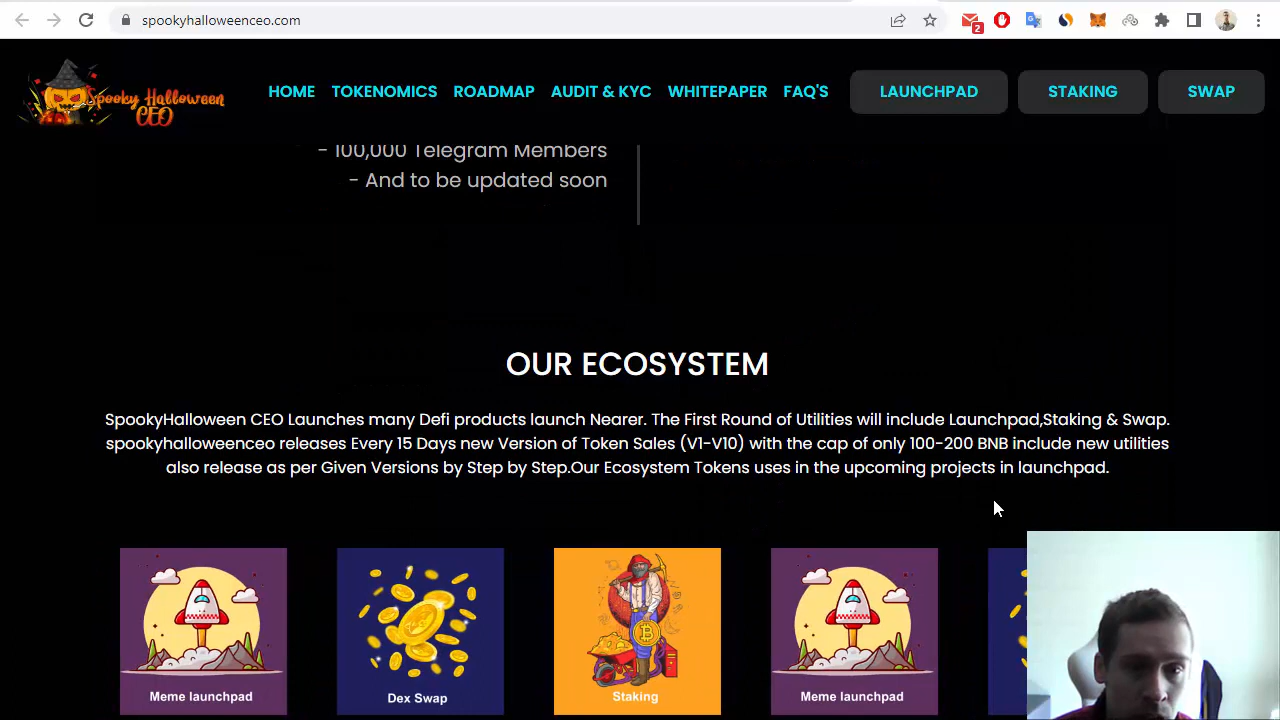 spookyhalloweenceo.com
2
Spooky Halloween
CEO
HOME TOKENOMICS ROADMAP AUDIT & KYC WHITEPAPER FAQ'S LAUNCHPAD STAKING SWAP
- 100,000 Telegram Members
- And to be updated soon
OUR ECOSYSTEM
SpookyHalloween CEO Launches many Defi products launch Nearer. The First Round of Utilities will include Launchpad,Staking & Swap.
spookyhalloweenceo releases Every 15 Days new Version of Token Sales (V1-V10) with the cap of only 100-200 BNB include new utilities
also release as per Given Versions by Step by Step.Our Ecosystem Tokens uses in the upcoming projects in launchpad.
Meme launchpad Dex Swap Staking Meme launchpad